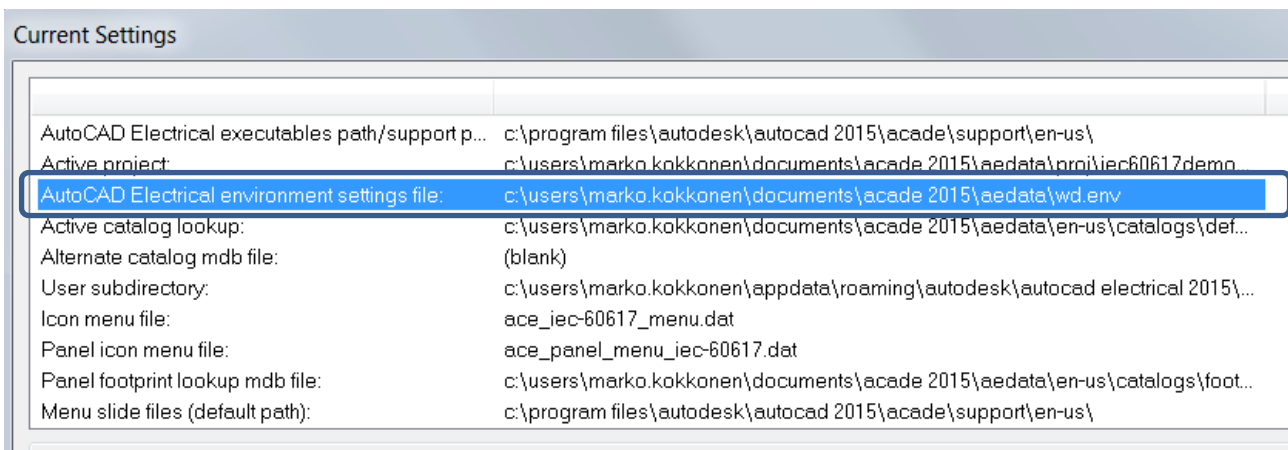 Current Settings
AutoCAD Electrical executables path/support p... c:\program files\autodesk\autocad 2015\acade\support\en-us\
Active project: c:\users\marko.kokkonen\documents\acade 2015\aedata\proj\iec60617demo...
AutoCAD Electrical environment settings file: c:\users\marko.kokkonen\documents\acade 2015\aedata\wd.env
Active catalog lookup: c:\users\marko.kokkonen\documents\acade 2015\aedata\en-us\catalogs\def...
Alternate catalog mdb file: (blank)
User subdirectory: c:\users\marko.kokkonen\appdata\roaming\autodesk\autocad electrical 2015\...
Icon menu file: ace_iec-60617_menu.dat
Panel icon menu file: ace_panel_menu_iec-60617.dat
Panel footprint lookup mdb file: c:\users\marko.kokkonen\documents\acade 2015\aedata\en-us\catalogs\foot...
Menu slide files (default path): c:\program files\autodesk\autocad 2015\acade\support\en-us\